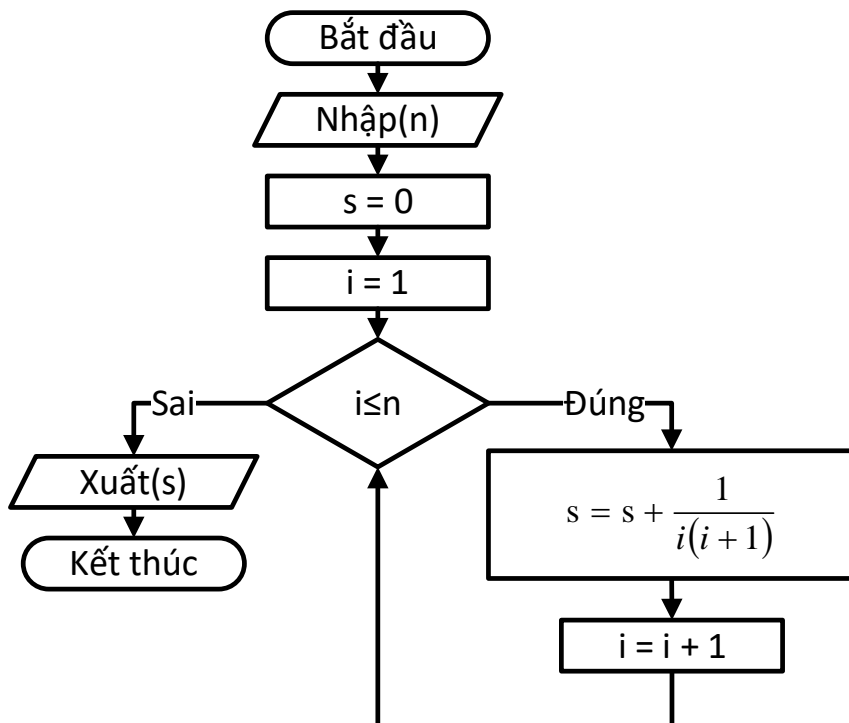 Bắt đầu
Nhập(n)
s = 0
i = 1
i≤n
Sai
Đúng
Xuất(s)
Kết thúc
s = s + 1/i(i + 1)
i = i + 1